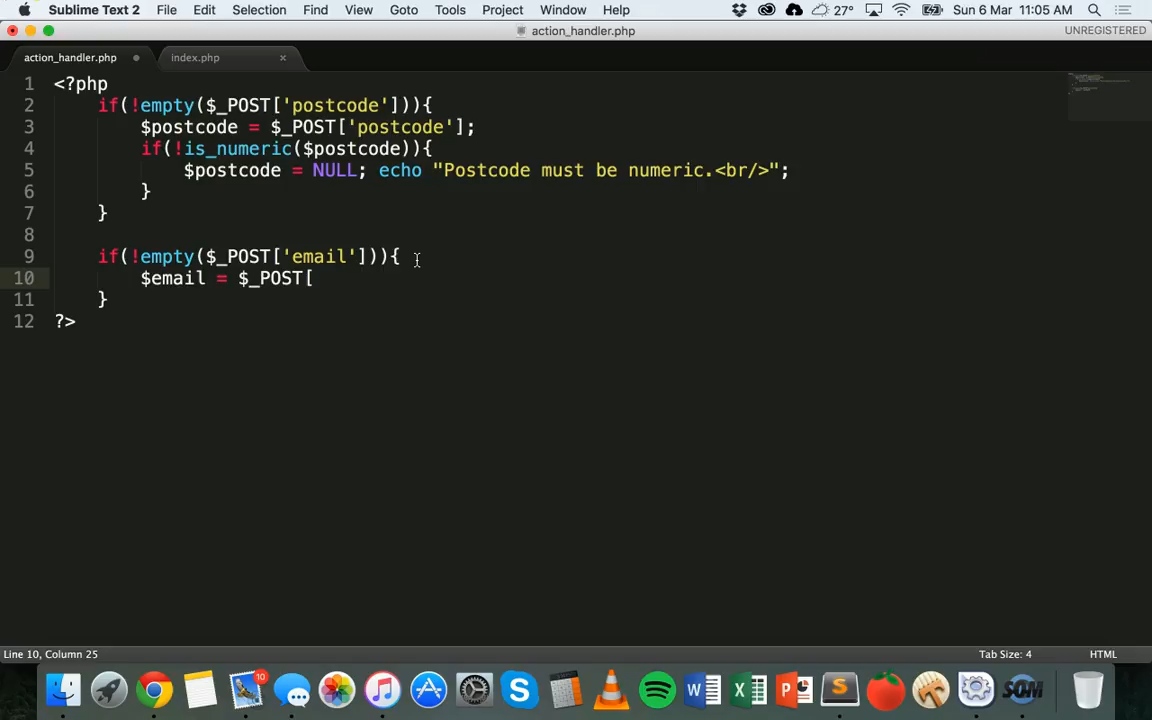 Sublime Text 2 File Edit Selection Find View Goto Tools Project Window Help 27° Sun 6 Mar 11:05 AM
action_handler.php UNREGISTERED
action_handler.php index.php
1 <?php
2 if(!empty($_POST['postcode'])){
3 $postcode = $_POST['postcode'];
4 if(!is_numeric($postcode)){
5 $postcode = NULL; echo "Postcode must be numeric.<br/>";
6 }
7 }
8
9 if(!empty($_POST['email'])){
10 $email = $_POST[
11 }
12 ?>
Line 10, Column 25 Tab Size: 4 HTML
10
W X P S SOM